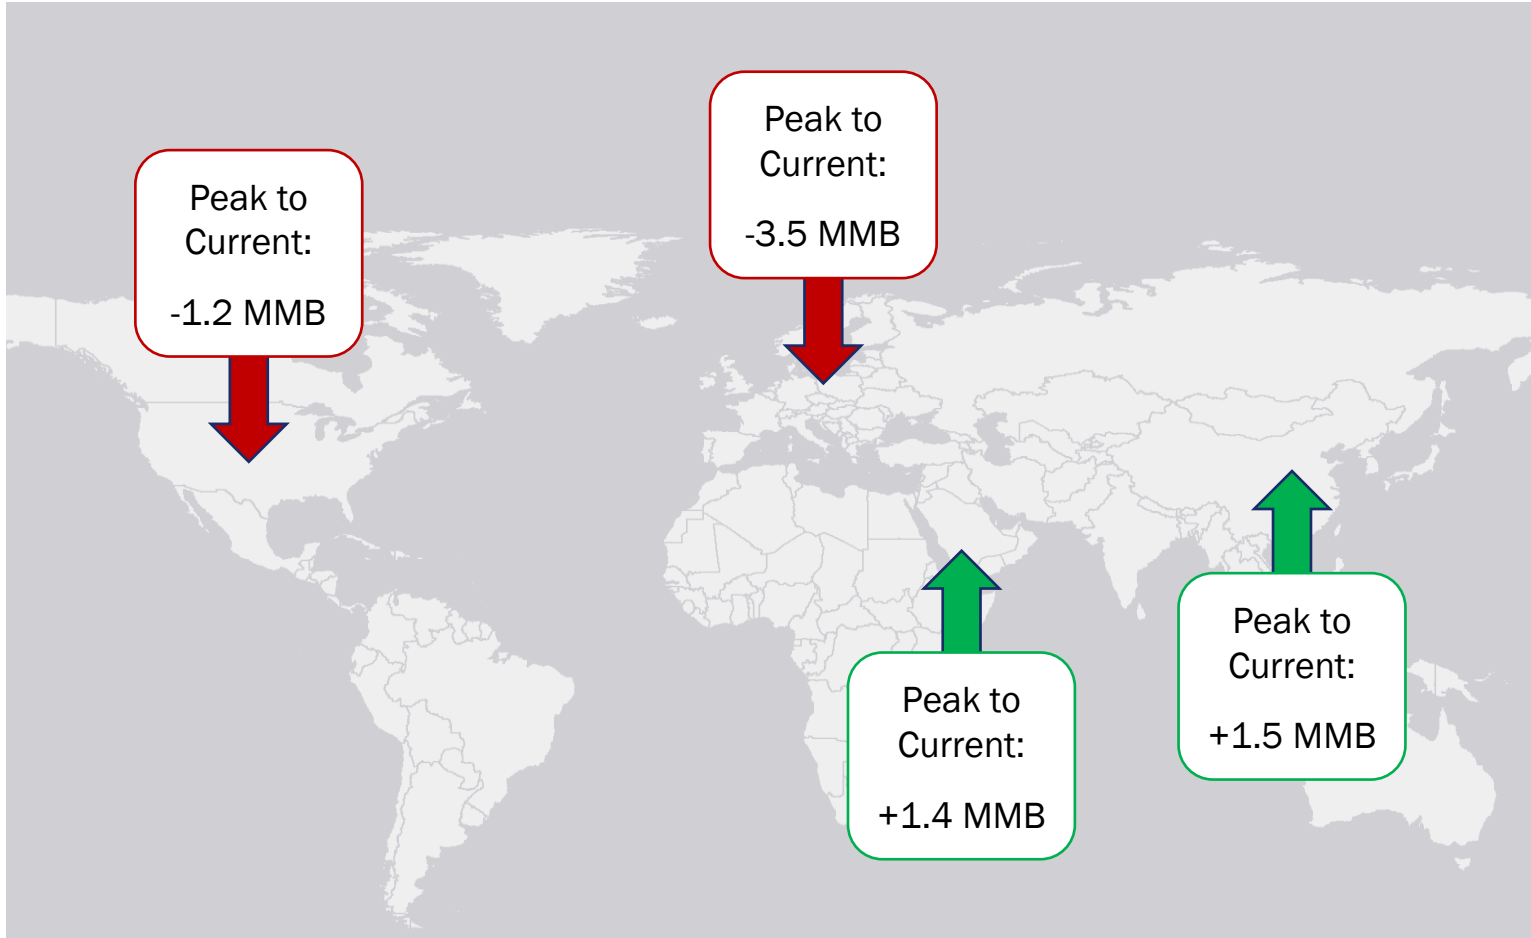 Peak to
Current:
-1.2 MMB
Peak to
Current:
-3.5 MMB
Peak to
Current:
+1.4 MMB
Peak to
Current:
+1.5 MMB